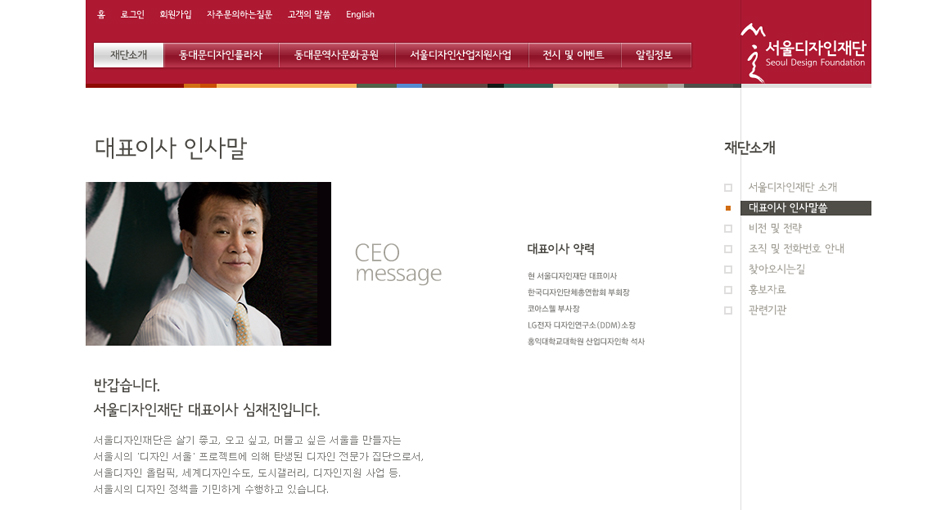 홈 로그인 회원가입 자주문의하는질문 고객의 말씀 English
재단소개 동대문디자인플라자 동대문역사문화공원 서울디자인산업지원사업 전시 및 이벤트 알림정보
서울디자인재단
Seoul Design Foundation
대표이사 인사말
CEO
message
대표이사 약력
현 서울디자인재단 대표이사
한국디자인단체총연합회 부회장
코아스웰 부사장
LG전자 디자인연구소(DDM)소장
홍익대학교대학원 산업디자인학 석사
반갑습니다.
서울디자인재단 대표이사 심재진입니다.
서울디자인재단은 살기 좋고, 오고 싶고, 머물고 싶은 서울을 만들자는
서울시의 '디자인 서울' 프로젝트에 의해 탄생된 디자인 전문가 집단으로서,
서울디자인 올림픽, 세계디자인수도, 도시갤러리, 디자인지원 사업 등.
서울시의 디자인 정책을 기민하게 수행하고 있습니다.
재단소개
서울디자인재단 소개
대표이사 인사말씀
비전 및 전략
조직 및 전화번호 안내
찾아오시는길
홍보자료
관련기관